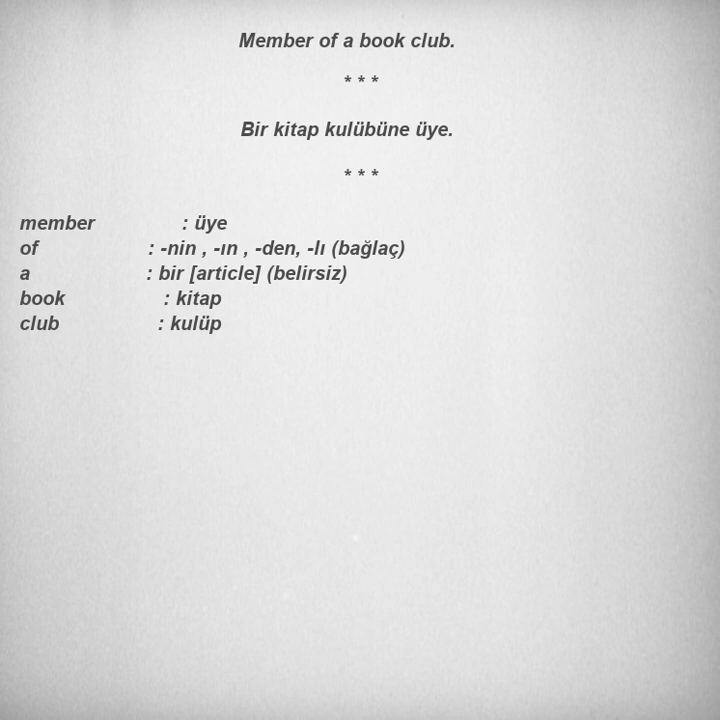 Member of a book club.
* * *
Bir kitap kulübüne üye.
* * *
member : üye
of : -nin , -ın , -den, -lı (bağlaç)
a : bir [article] (belirsiz)
book : kitap
club : kulüp